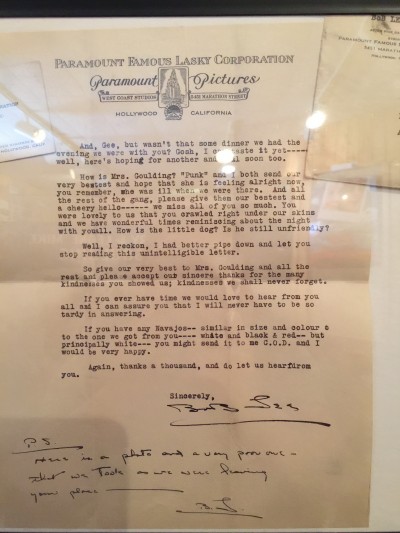 PARAMOUNT FAMOUS LASKY CORPORATION
Paramount Pictures
WEST COAST STUDIOS 5451 MARATHON STREET
HOLLYWOOD CALIFORNIA
And, Gee, but wasn't that some dinner we had the
evening we were with you? Gosh, I can taste it yet-----
well, here's hoping for another and soon too.
How is Mrs. Goulding? "Punk" and I both send our
very bestest and hope that she is feeling alright now,
you remember, she was ill when we were there. And all
the rest of the gang, please give them our bestest and
a cheery hello------ we miss all of you so much. You
were lovely to us that you crawled right under our skins
and we have wonderful times reminiscing about the night
with youall. How is the little dog? Is he still unfriendly?
Well, I reckon, I had better pipe down and let you
stop reading this unintelligible letter.
So give our very best to Mrs. Goulding and all the
rest and please accept our sincere thanks for the many
kindnesses you showed us; kindnesses we shall never forget.
If you ever have time we would love to hear from you
all and I can assure you that I will never have to be so
tardy in answering.
If you have any Navajos-- similar in size and colour
to the one we got from you---- white and black & red-- but
principally white--- you might send it to me C.O.D. and I
would be very happy.
Again, thanks a thousand, and do let us hear from
you.
Sincerely,
Bob Lee
P.S.
Here is a photo and a very poor one-
that we took as we were leaving
your place
B.L.